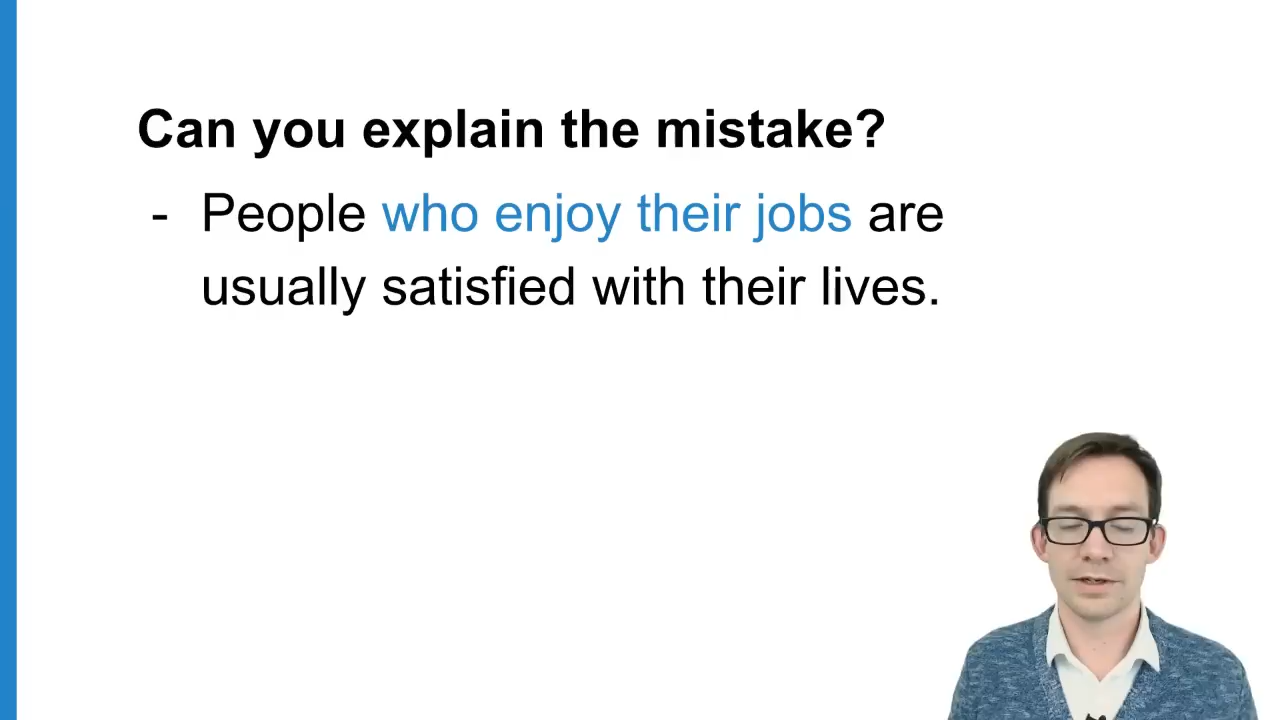 Can you explain the mistake?
- People who enjoy their jobs are
usually satisfied with their lives.